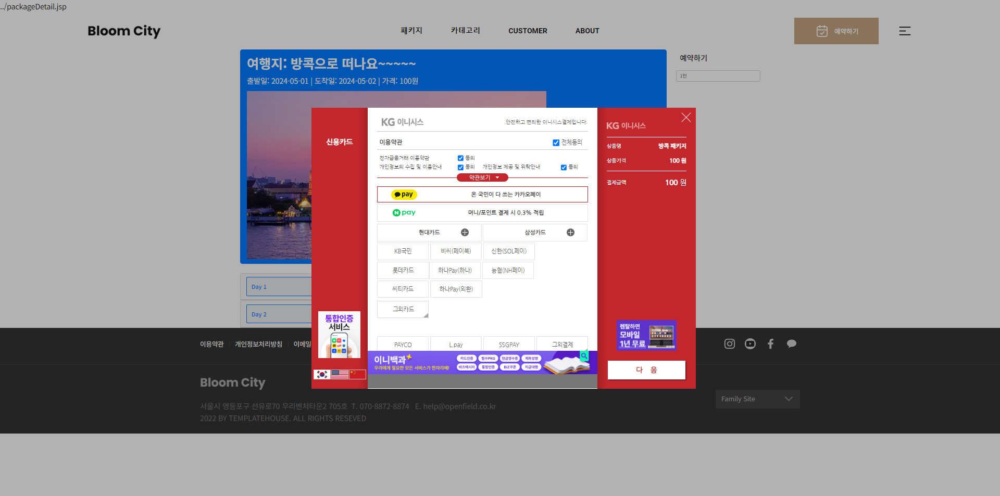 ../packageDetail.jsp
Bloom City
패키지
카테고리
CUSTOMER
ABOUT
예약하기
여행지: 방콕으로 떠나요~~~~~
출발일: 2024-05-01 | 도착일: 2024-05-02 | 가격: 100원
예약하기
1인
Day 1
Day 2
신용카드
통합인증
서비스
KG 이니시스
안전하고 편리한 이니시스결제입니다.
이용약관
전체동의
전자금융거래 이용약관
동의
개인정보의 수집 및 이용안내
동의
개인정보 제공 및 위탁안내
동의
약관보기
pay
온 국민이 다 쓰는 카카오페이
N pay
머니/포인트 결제 시 0.3% 적립
현대카드
삼성카드
KB국민
비씨(페이북)
신한(SOL페이)
롯데카드
하나Pay(하나)
농협(NH페이)
씨티카드
하나Pay(외환)
그외카드
PAYCO
L.pay
SSGPAY
그외결제
이니백과
우리에게 필요한 모든 서비스가 한자리에!
카드인증
필수PKG
현금영수증
계좌성명
비즈메시지
통합인증
BIZ쿠폰
지급대행
KG 이니시스
상품명
방콕 패키지
상품가격
100 원
결제금액
100 원
렌탈하면
모바일
1년 무료
다 음
이용약관
개인정보처리방침
이메일
Bloom City
서울시 영등포구 선유로70 우리벤처타운2 705호 T. 070-8872-8874 E. help@openfield.co.kr
2022 BY TEMPLATEHOUSE. ALL RIGHTS RESEVED
Family Site